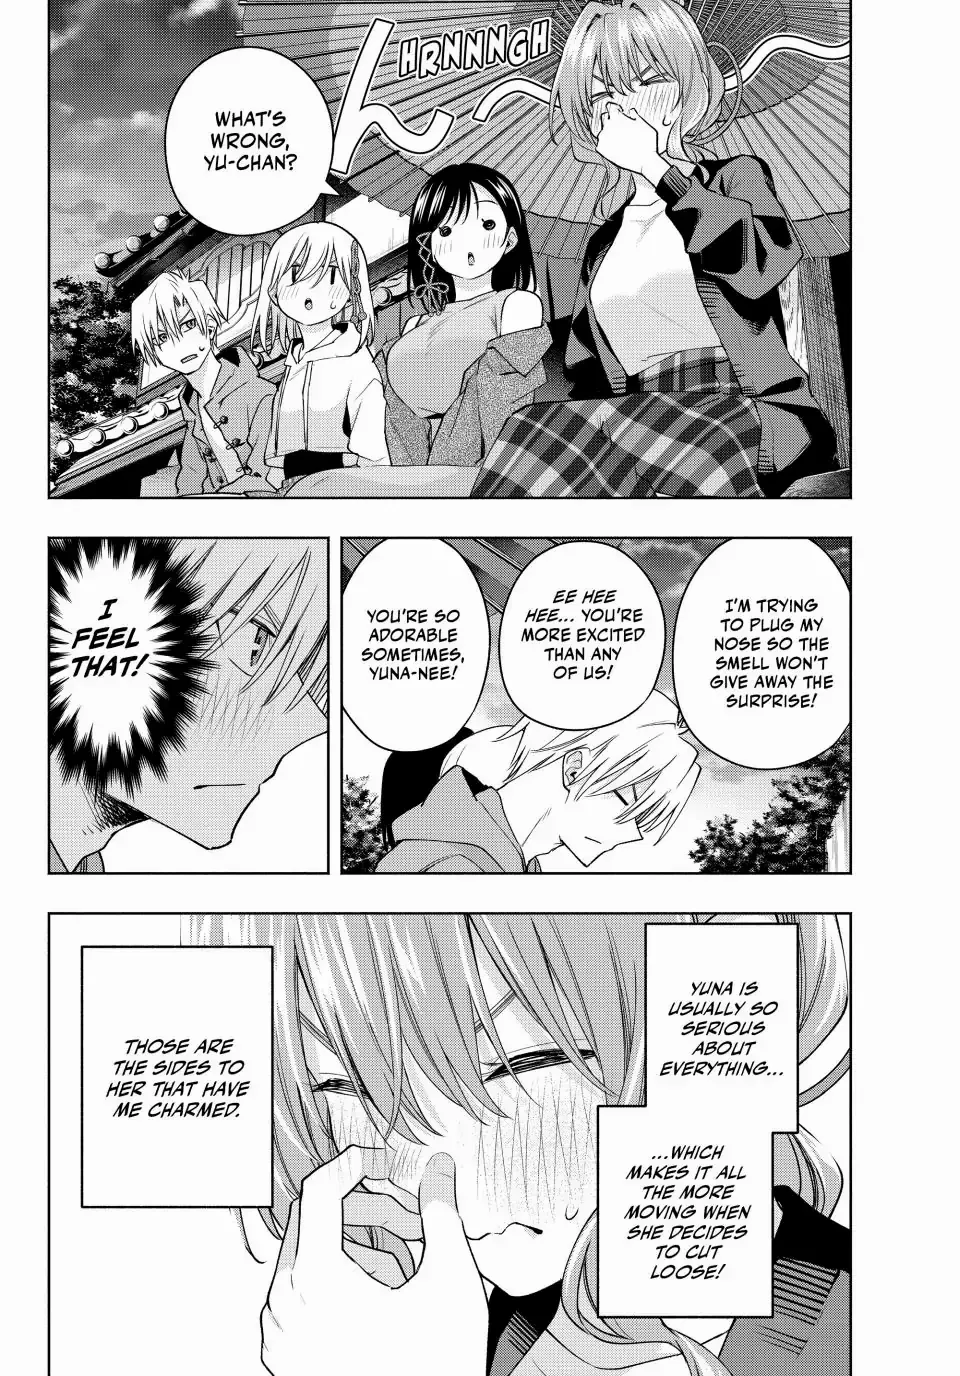 HRNNNGH
んー
WHAT'S
WRONG,
YU-CHAN?
I'M TRYING
TO PLUG MY
NOSE SO THE
SMELL WON'T
GIVE AWAY THE
SURPRISE!
EE HEE
HEE... YOU'RE
MORE EXCITED
THAN ANY
OF US!
YOU'RE SO
ADORABLE
SOMETIMES,
YUNA-NEE!
I
FEEL
THAT!
YUNA IS
USUALLY SO
SERIOUS
ABOUT
EVERYTHING...
...WHICH
MAKES IT ALL
THE MORE
MOVING WHEN
SHE DECIDES
TO CUT
LOOSE!
THOSE ARE
THE SIDES TO
HER THAT HAVE
ME CHARMED.